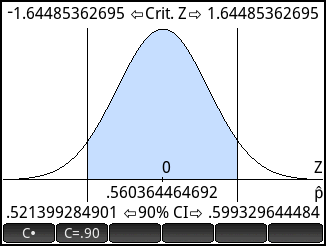 -1.64485362695 ⇦Crit. Z⇨ 1.64485362695
0 Z
.560364464692 p̂
.521399284901 ⇦90% CI⇨ .599329644484
C• C=.90